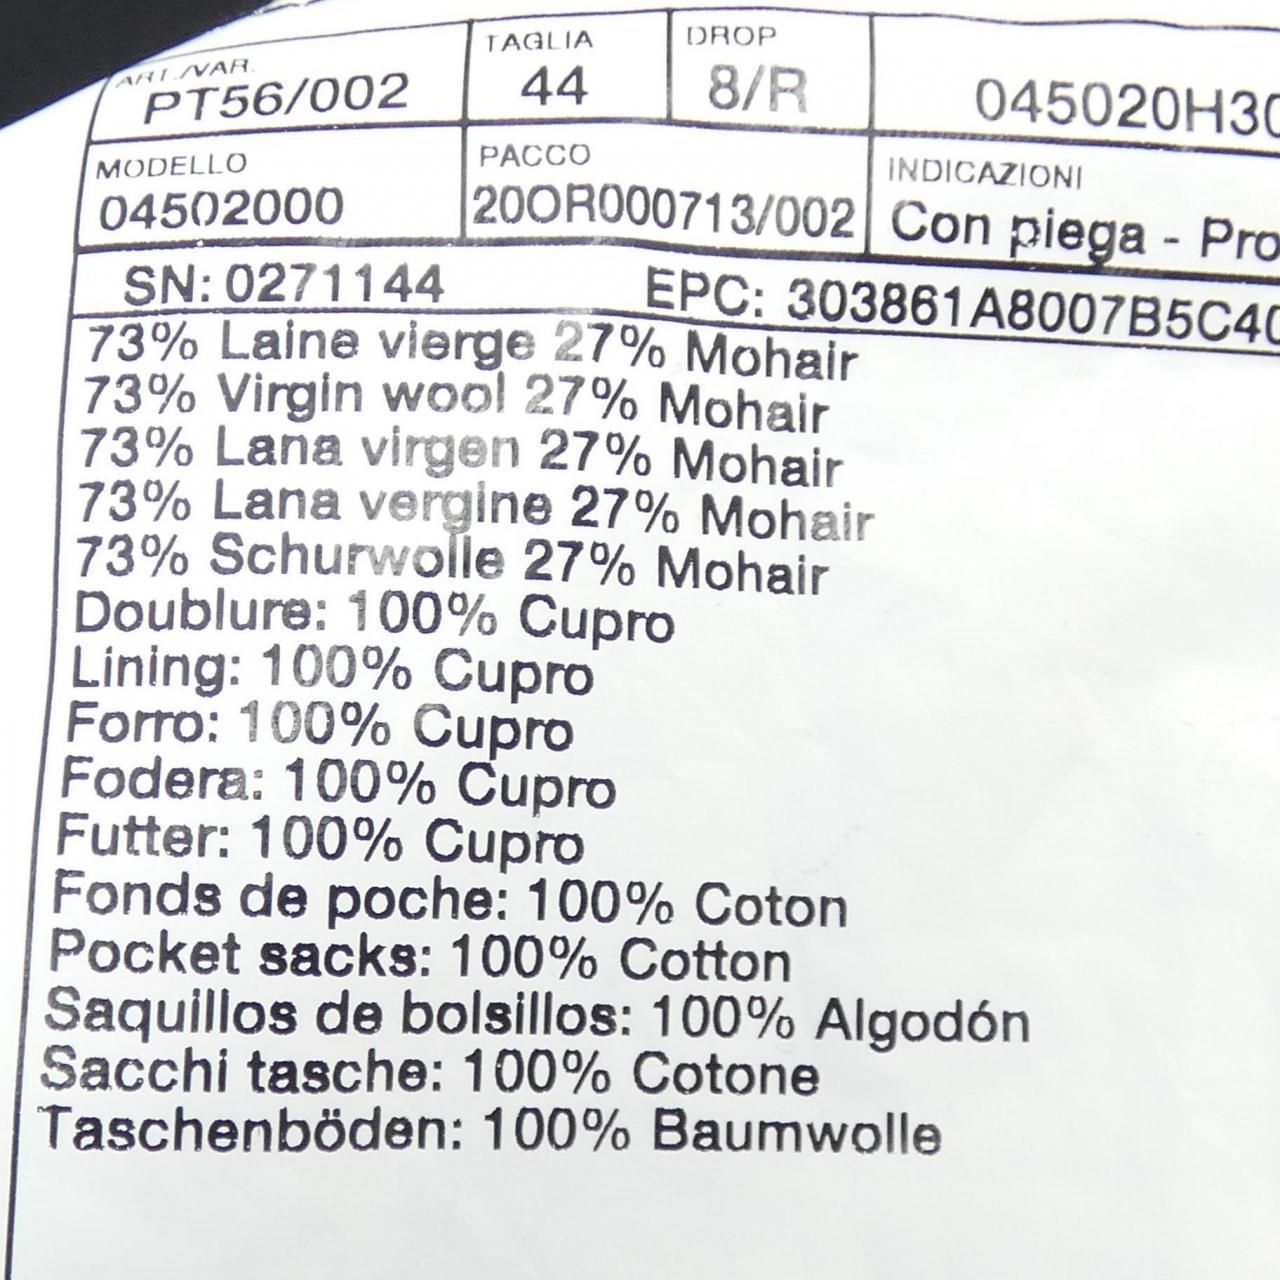 ART./VAR.
PT56/002
TAGLIA
44
DROP
8/R
045020H30
MODELLO
04502000
PACCO
20OR000713/002
INDICAZIONI
Con piega - Pro
SN: 0271144
EPC: 303861A8007B5C40
73% Laine vierge 27% Mohair
73% Virgin wool 27% Mohair
73% Lana virgen 27% Mohair
73% Lana vergine 27% Mohair
73% Schurwolle 27% Mohair
Doublure: 100% Cupro
Lining: 100% Cupro
Forro: 100% Cupro
Fodera: 100% Cupro
Futter: 100% Cupro
Fonds de poche: 100% Coton
Pocket sacks: 100% Cotton
Saquillos de bolsillos: 100% Algodón
Sacchi tasche: 100% Cotone
Taschenböden: 100% Baumwolle